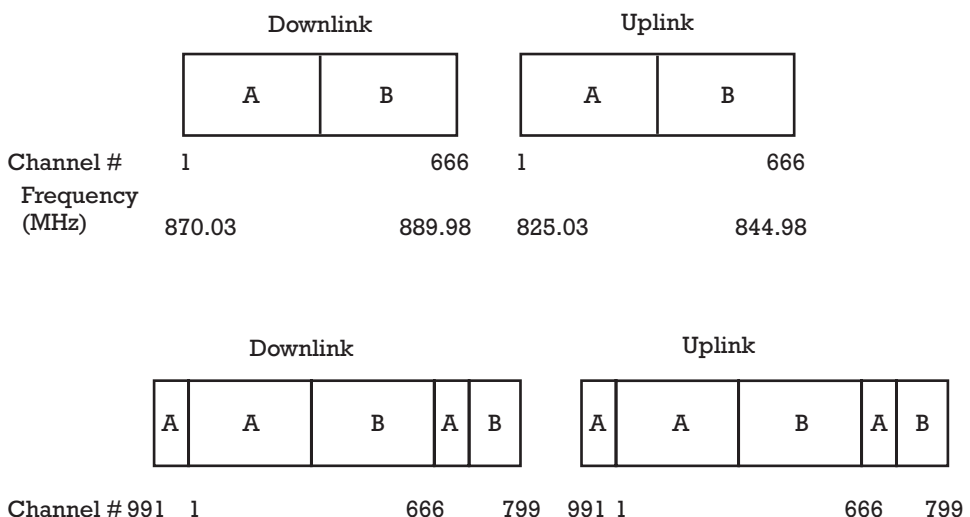 Downlink Uplink
A B A B
Channel # 1 666 1 666
Frequency
(MHz) 870.03 889.98 825.03 844.98
Downlink Uplink
A A B A B A A B A B
Channel # 991 1 666 799 991 1 666 799